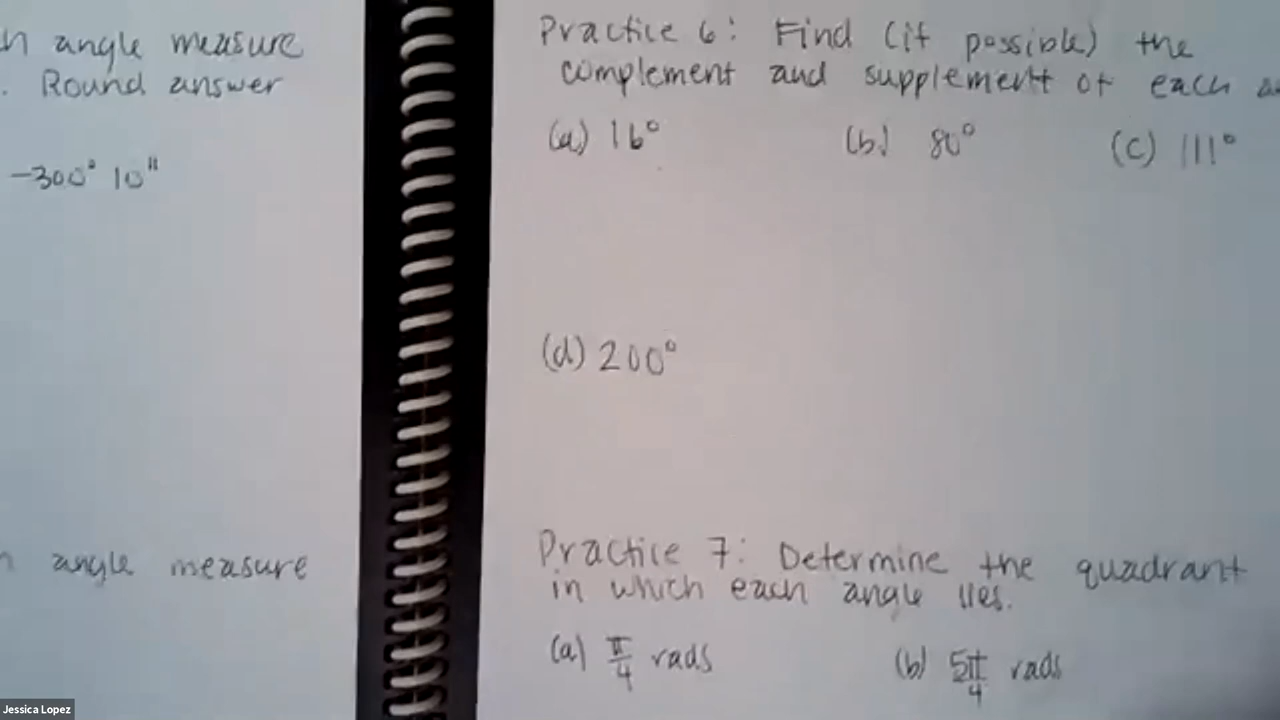 n angle measure
. Round answer
-300° 10"
n angle measure
Practice 6: Find (if possible) the
complement and supplement of each
(a) 16° (b) 80° (c) 111°
(d) 200°
Practice 7: Determine the quadrant
in which each angle lies.
(a) π/4 rads (b) 5π/4 rads
Jessica Lopez